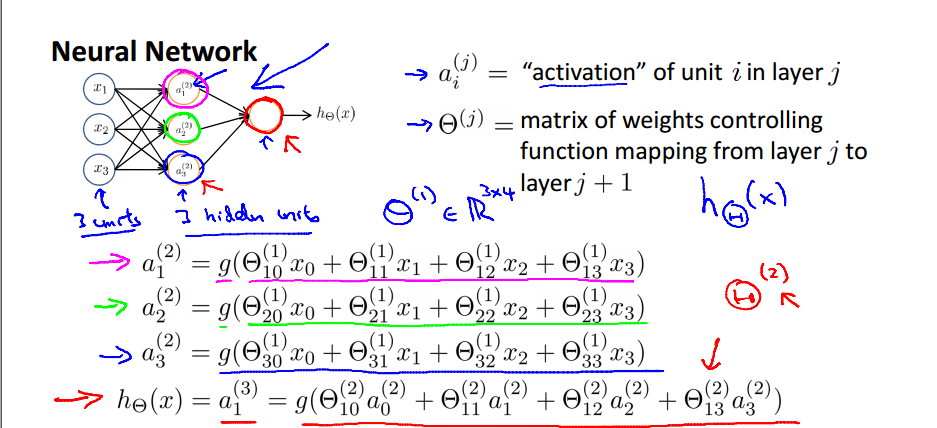 Neural Network
x₁ a₁⁽²⁾
x₂ a₂⁽²⁾ → h_Θ(x)
x₃ a₃⁽²⁾
→ aᵢ⁽ʲ⁾ = “activation” of unit i in layer j
→ Θ⁽ʲ⁾ = matrix of weights controlling
function mapping from layer j to
layer j + 1
3 units 3 hidden units Θ⁽¹⁾ ∈ ℝ³ˣ⁴ h_Θ(x)
→ a₁⁽²⁾ = g(Θ₁₀⁽¹⁾x₀ + Θ₁₁⁽¹⁾x₁ + Θ₁₂⁽¹⁾x₂ + Θ₁₃⁽¹⁾x₃)
Θ⁽²⁾
→ a₂⁽²⁾ = g(Θ₂₀⁽¹⁾x₀ + Θ₂₁⁽¹⁾x₁ + Θ₂₂⁽¹⁾x₂ + Θ₂₃⁽¹⁾x₃)
→ a₃⁽²⁾ = g(Θ₃₀⁽¹⁾x₀ + Θ₃₁⁽¹⁾x₁ + Θ₃₂⁽¹⁾x₂ + Θ₃₃⁽¹⁾x₃)
→ h_Θ(x) = a₁⁽³⁾ = g(Θ₁₀⁽²⁾a₀⁽²⁾ + Θ₁₁⁽²⁾a₁⁽²⁾ + Θ₁₂⁽²⁾a₂⁽²⁾ + Θ₁₃⁽²⁾a₃⁽²⁾)